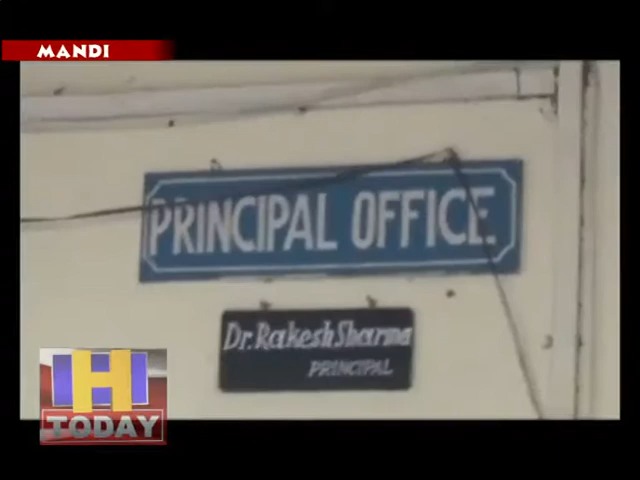 MANDI
PRINCIPAL OFFICE
Dr. Rakesh Sharma
PRINCIPAL
H
TODAY